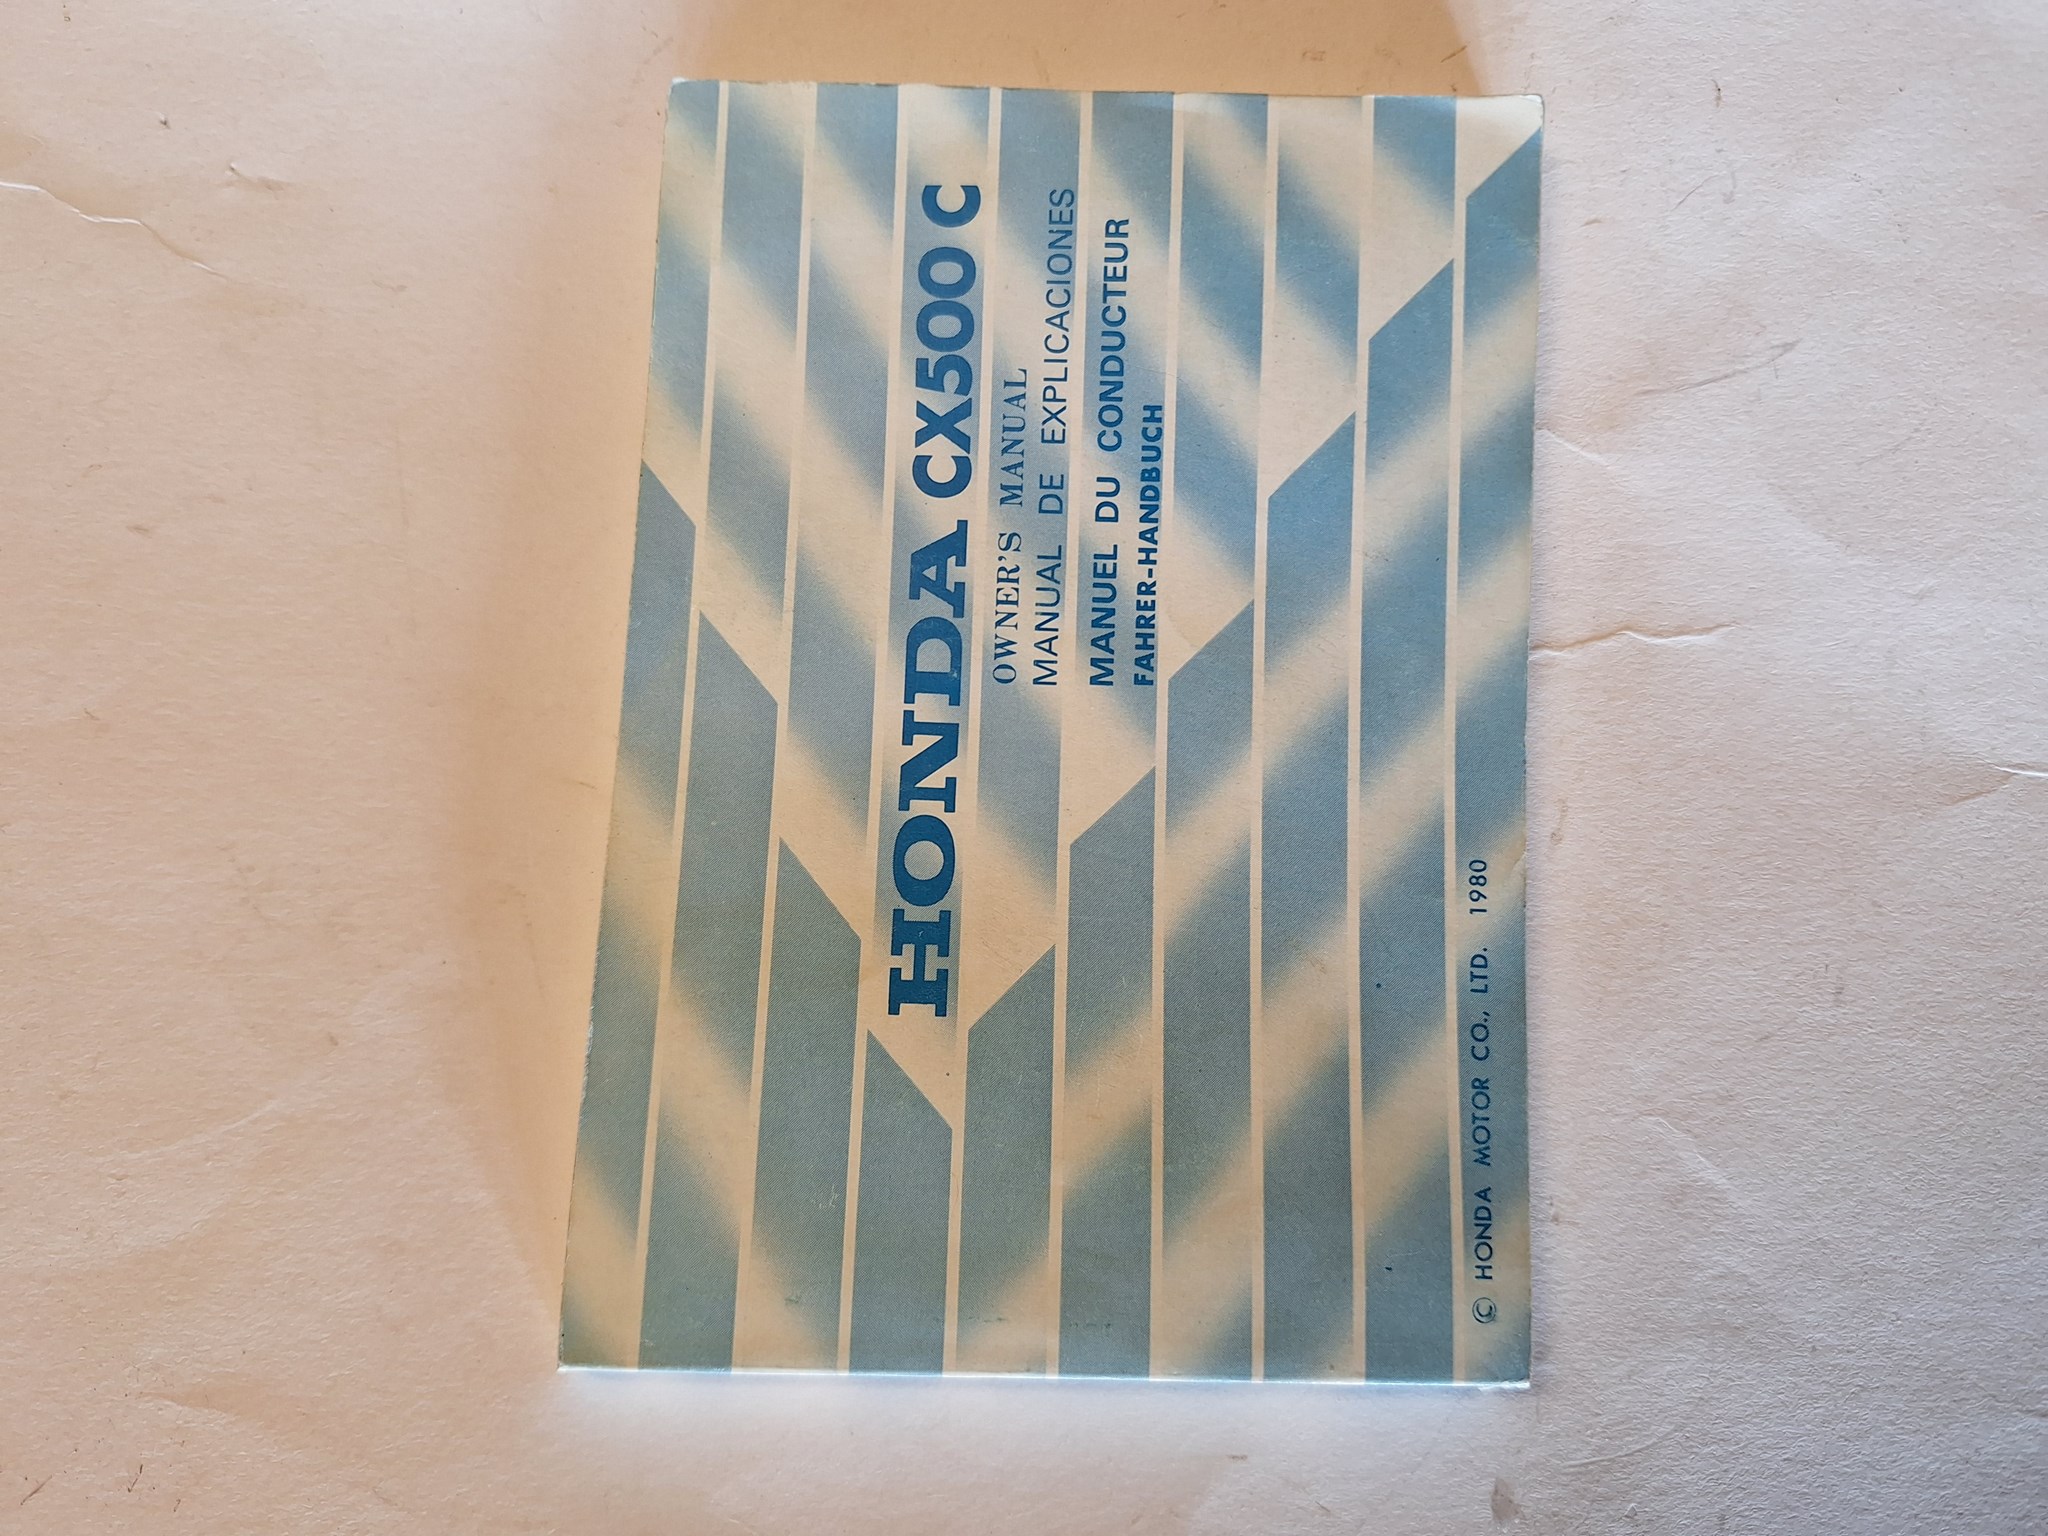 HONDA CX500 C
OWNER'S MANUAL
MANUAL DE EXPLICACIONES
MANUEL DU CONDUCTEUR
FAHRER-HANDBUCH
© HONDA MOTOR CO., LTD. 1980